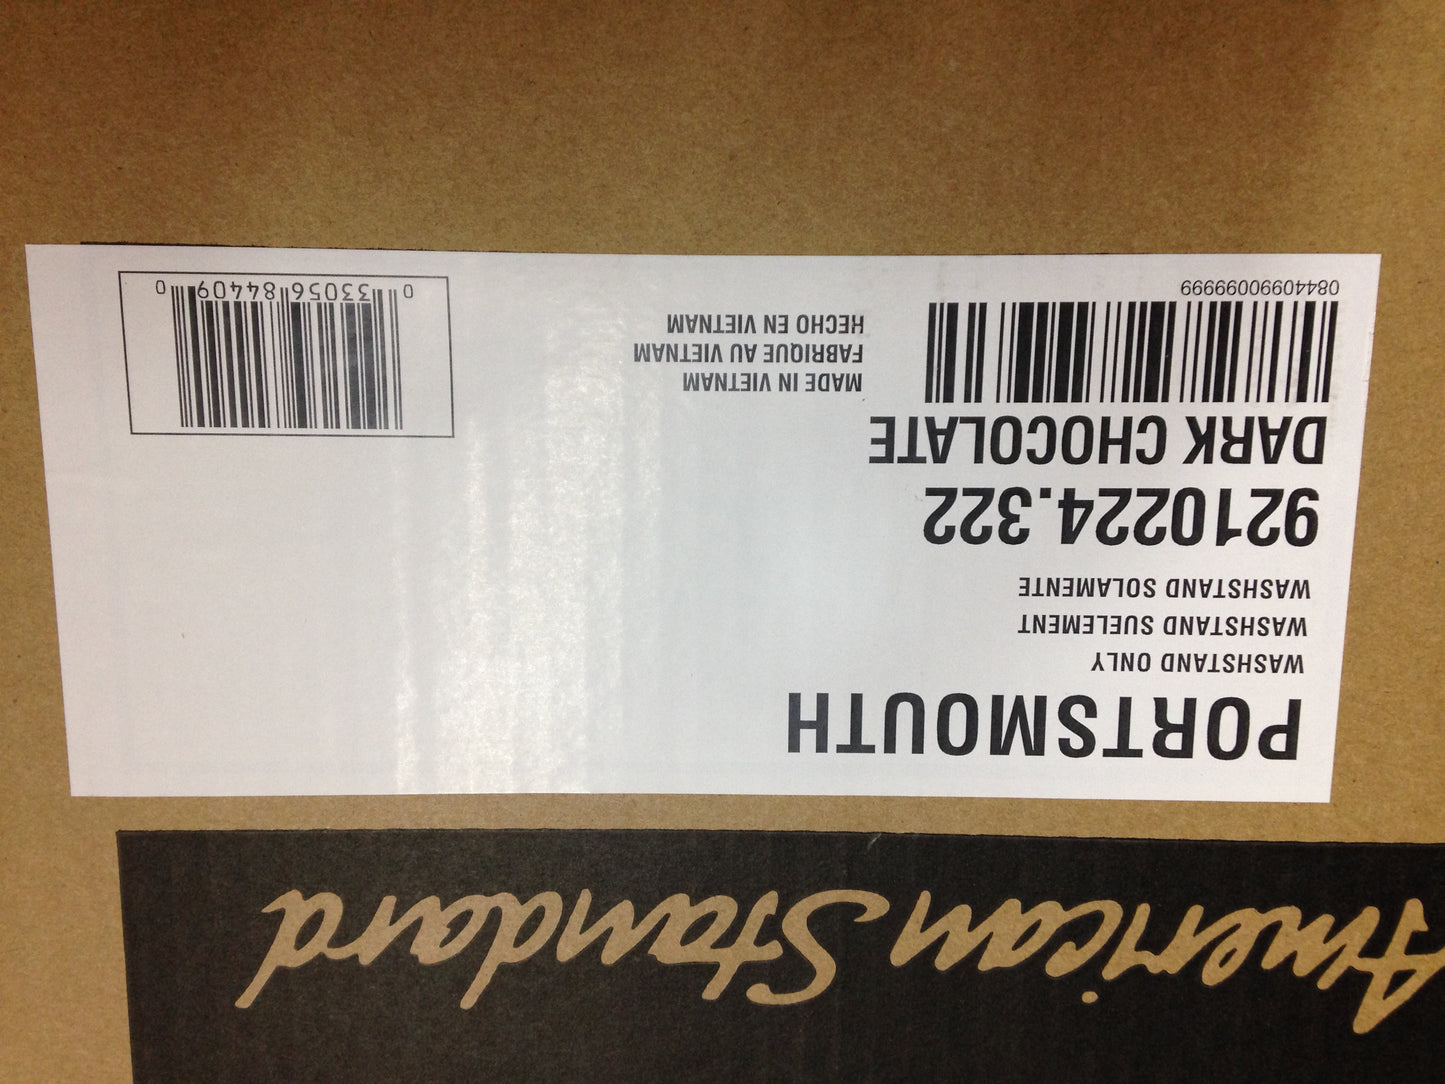 American Standard
PORTSMOUTH
WASHSTAND ONLY
WASHSTAND SUELEMENT
WASHSTAND SOLAMENTE
9210224.322
DARK CHOCOLATE
084409900999999
MADE IN VIETNAM
FABRIQUE AU VIETNAM
HECHO EN VIETNAM
0 33056 84409 0